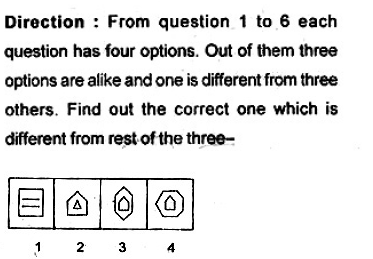 Direction : From question 1 to 6 each
question has four options. Out of them three
options are alike and one is different from three
others. Find out the correct one which is
different from rest of the three–
1 2 3 4